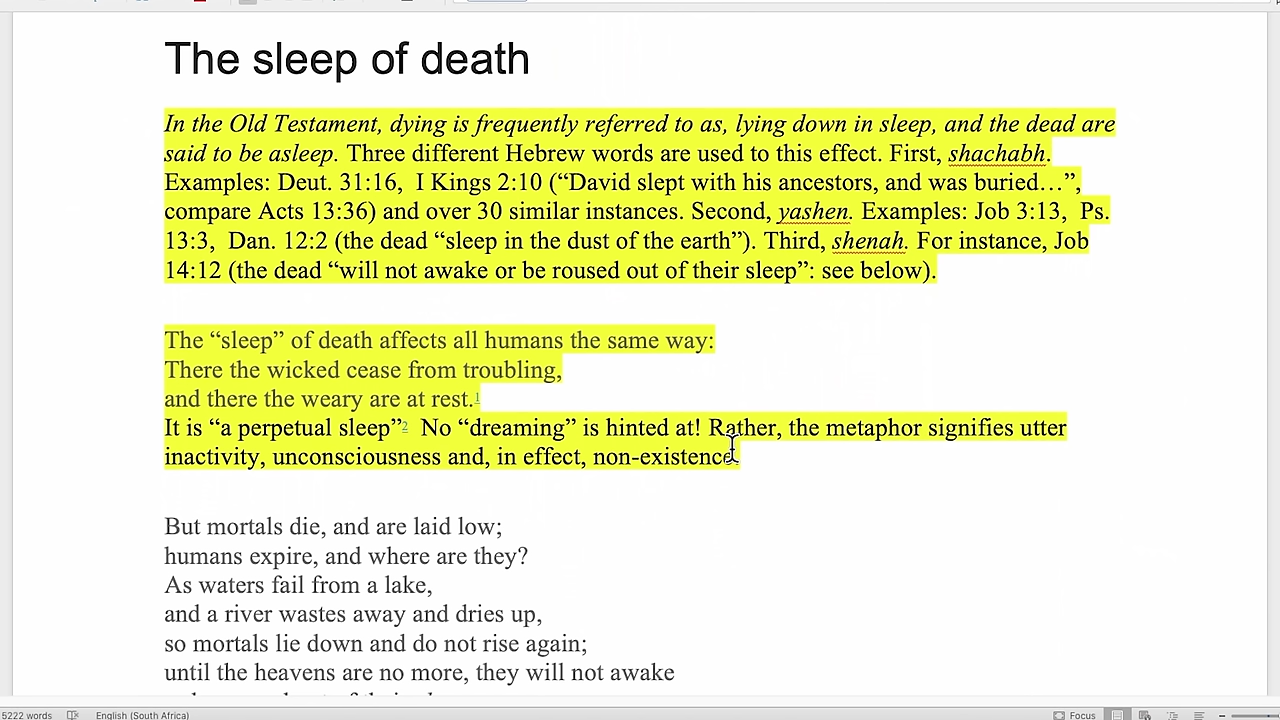 The sleep of death
In the Old Testament, dying is frequently referred to as, lying down in sleep, and the dead are
said to be asleep. Three different Hebrew words are used to this effect. First, shachabh.
Examples: Deut. 31:16,  I Kings 2:10 (“David slept with his ancestors, and was buried…”,
compare Acts 13:36) and over 30 similar instances. Second, yashen. Examples: Job 3:13,  Ps.
13:3,  Dan. 12:2 (the dead “sleep in the dust of the earth”). Third, shenah. For instance, Job
14:12 (the dead “will not awake or be roused out of their sleep”: see below).
The “sleep” of death affects all humans the same way:
There the wicked cease from troubling,
and there the weary are at rest.1
It is “a perpetual sleep”2  No “dreaming” is hinted at! Rather, the metaphor signifies utter
inactivity, unconsciousness and, in effect, non-existence.
But mortals die, and are laid low;
humans expire, and where are they?
As waters fail from a lake,
and a river wastes away and dries up,
so mortals lie down and do not rise again;
until the heavens are no more, they will not awake
5222 words English (South Africa) Focus